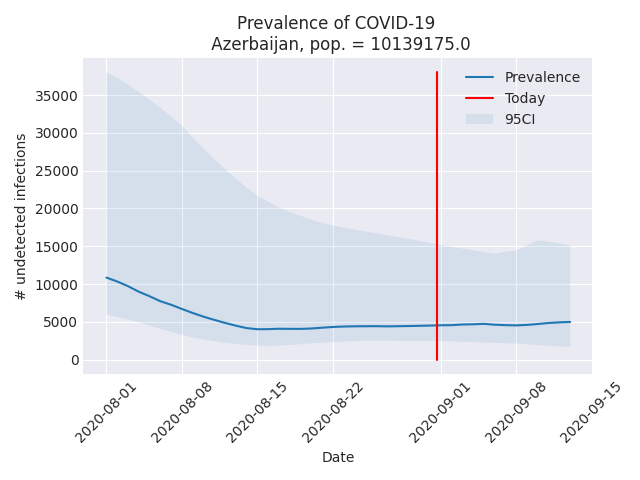 Prevalence of COVID-19
Azerbaijan, pop. = 10139175.0
Prevalence
Today
95CI
# undetected infections
35000
30000
25000
20000
15000
10000
5000
0
2020-08-01
2020-08-08
2020-08-15
2020-08-22
2020-09-01
2020-09-08
2020-09-15
Date